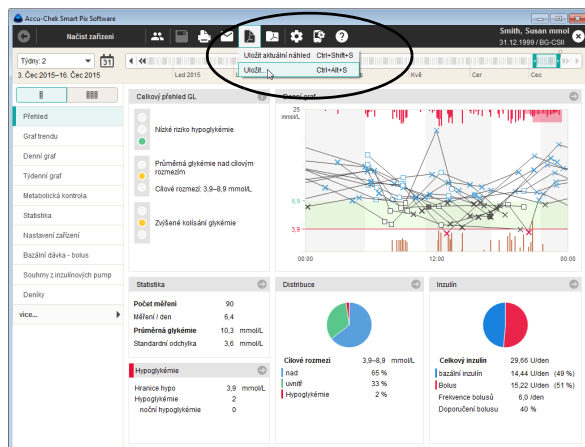 Accu-Chek Smart Pix Software
Načíst zařízení
Smith, Susan mmol
31.12.1999 / BG-CSII
Uložit aktuální náhled Ctrl+Shift+S
Uložit... Ctrl+Alt+S
Týdny: 2
31
3. Čec 2015–16. Čec 2015
Led 2015
Kvě
Čer
Čec
Přehled
Graf trendu
Denní graf
Týdenní graf
Metabolická kontrola
Statistika
Nastavení zařízení
Bazální dávka - bolus
Souhrny z inzulínových pump
Deníky
více...
Celkový přehled GL
Nízké riziko hypoglykémie
Průměrná glykémie nad cílovým
rozmezím
Cílové rozmezí: 3,9–8,9 mmol/L
Zvýšené kolísání glykémie
Denní graf
25
mmol/L
8,9
3,9
00:00
12:00
00:00
Statistika
Počet měření 90
Měření / den 6,4
Průměrná glykémie 10,3 mmol/L
Standardní odchylka 3,6 mmol/L
Hypoglykémie
Hranice hypo 3,9 mmol/L
Hypoglykémie 2
noční hypoglykémie 0
Distribuce
Cílové rozmezí 3,9–8,9 mmol/L
nad 65 %
uvnitř 33 %
Hypoglykémie 2 %
Inzulín
Celkový inzulín 29,66 U/den
bazální inzulín 14,44 U/den (49 %)
Bolus 15,22 U/den (51 %)
Frekvence bolusů 6,0 /den
Doporučení bolusu 40 %